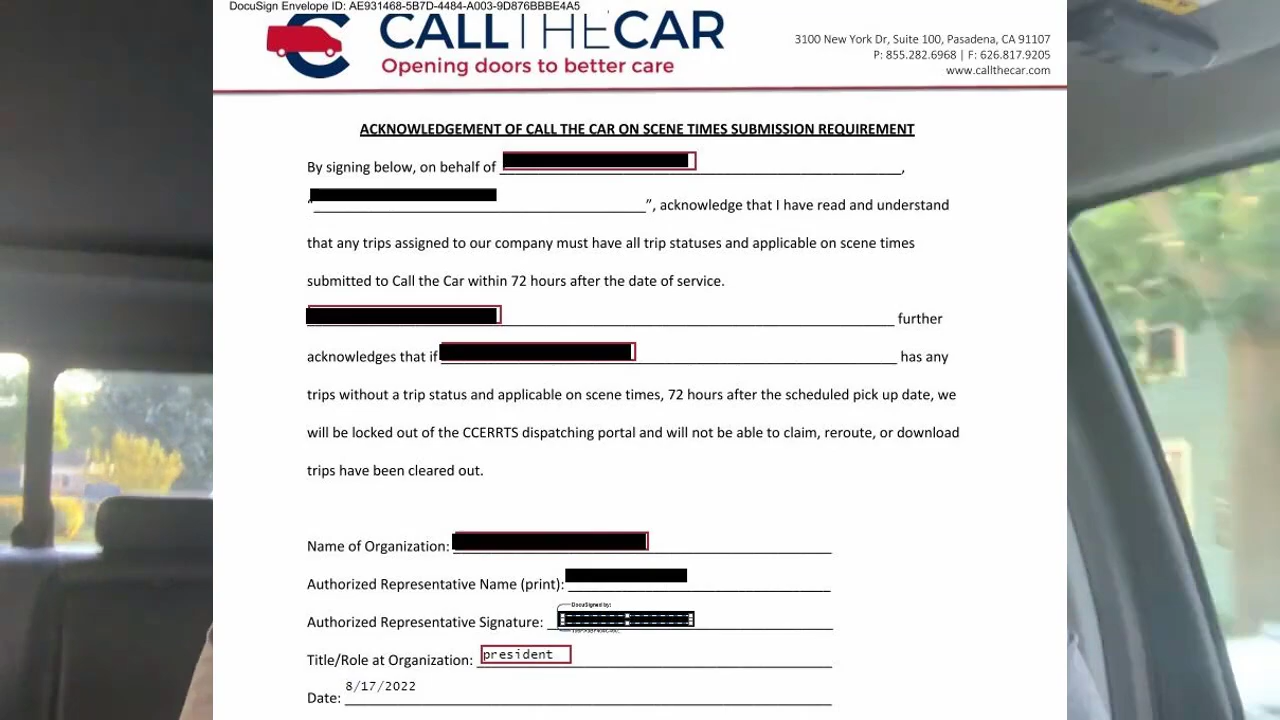 DocuSign Envelope ID: AE931468-5B7D-4484-A003-9D876BBBE4A5
CALLTHECAR
Opening doors to better care
3100 New York Dr, Suite 100, Pasadena, CA 91107
P: 855.282.6968 | F: 626.817.9205
www.callthecar.com
ACKNOWLEDGEMENT OF CALL THE CAR ON SCENE TIMES SUBMISSION REQUIREMENT
By signing below, on behalf of ,
“ ”, acknowledge that I have read and understand
that any trips assigned to our company must have all trip statuses and applicable on scene times
submitted to Call the Car within 72 hours after the date of service.
further
acknowledges that if has any
trips without a trip status and applicable on scene times, 72 hours after the scheduled pick up date, we
will be locked out of the CCERRTS dispatching portal and will not be able to claim, reroute, or download
trips have been cleared out.
Name of Organization:
Authorized Representative Name (print):
DocuSigned by:
Authorized Representative Signature:
Title/Role at Organization: president
Date: 8/17/2022